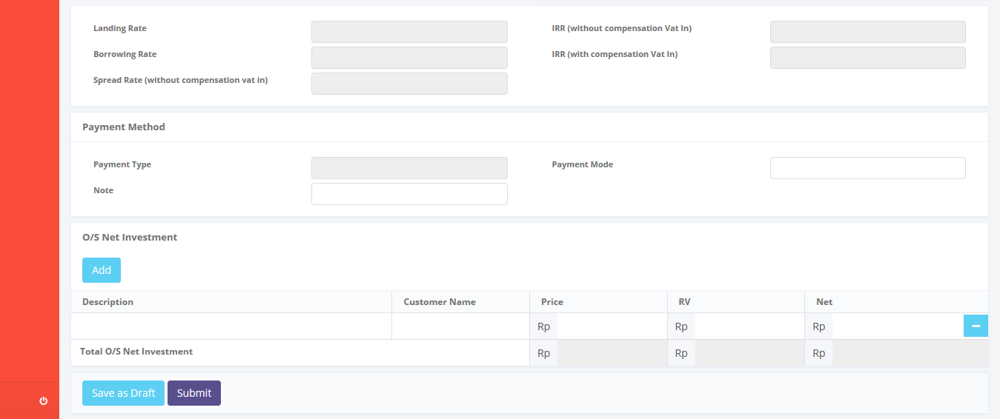 Landing Rate
IRR (without compensation Vat In)
Borrowing Rate
IRR (with compensation Vat In)
Spread Rate (without compensation vat in)
Payment Method
Payment Type
Payment Mode
Note
O/S Net Investment
Add
Description Customer Name Price RV Net
Rp Rp Rp
Total O/S Net Investment Rp Rp Rp
Save as Draft Submit